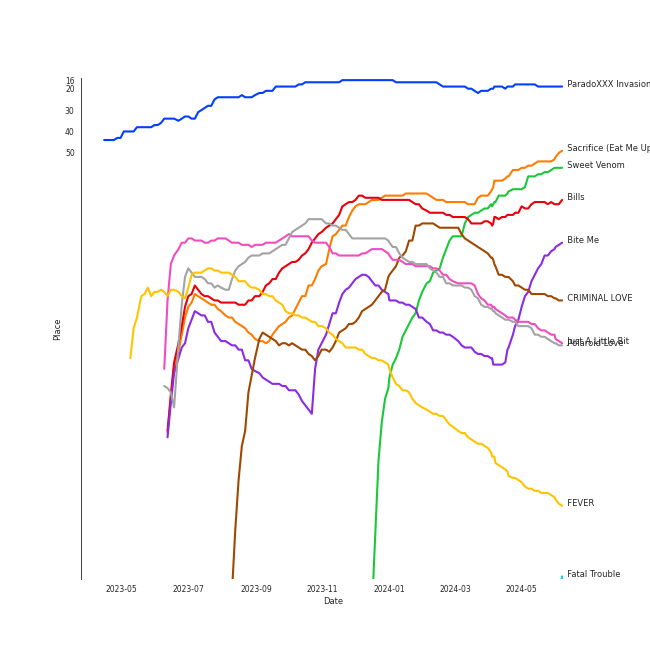 16
20
30
40
50
Place
ParadoXXX Invasion
Sacrifice (Eat Me Up
Sweet Venom
Bills
Bite Me
CRIMINAL LOVE
Just A Little Bit
FEVER
Fatal Trouble
2023-05
2023-07
2023-09
2023-11
2024-01
2024-03
2024-05
Date